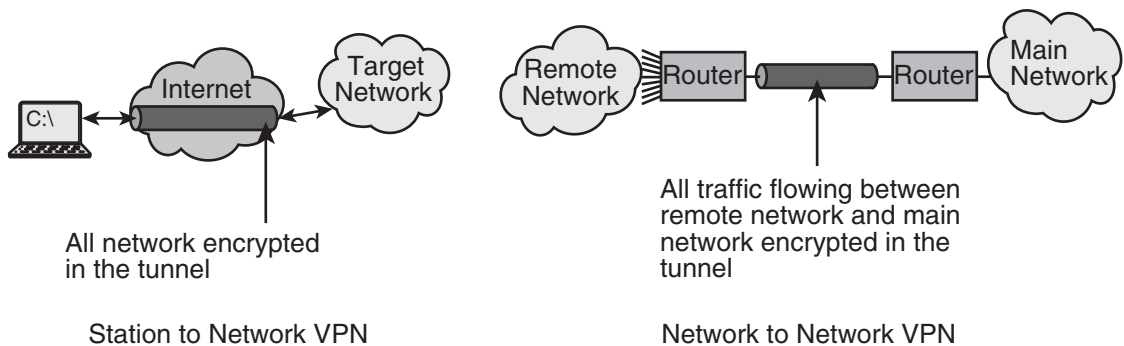 C:\
Internet
Target
Network
All network encrypted
in the tunnel
Station to Network VPN
Remote
Network
Router
Router
Main
Network
All traffic flowing between
remote network and main
network encrypted in the
tunnel
Network to Network VPN